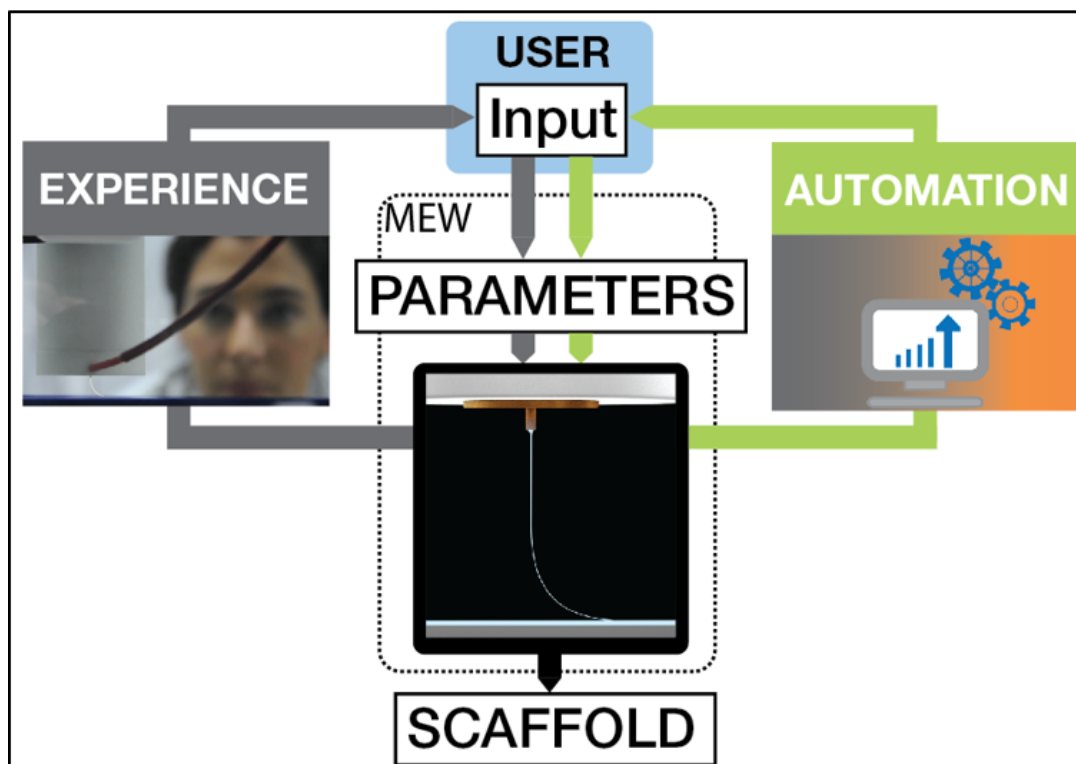 USER
Input
EXPERIENCE
AUTOMATION
MEW
PARAMETERS
SCAFFOLD